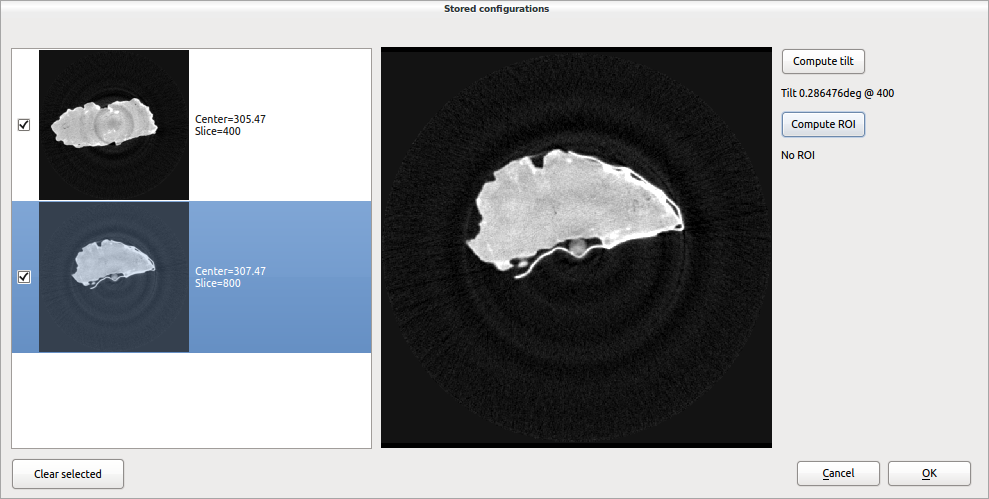 Stored configurations
Center=305.47
Slice=400
Center=307.47
Slice=800
Compute tilt
Tilt 0.286476deg @ 400
Compute ROI
No ROI
Clear selected
Cancel
OK